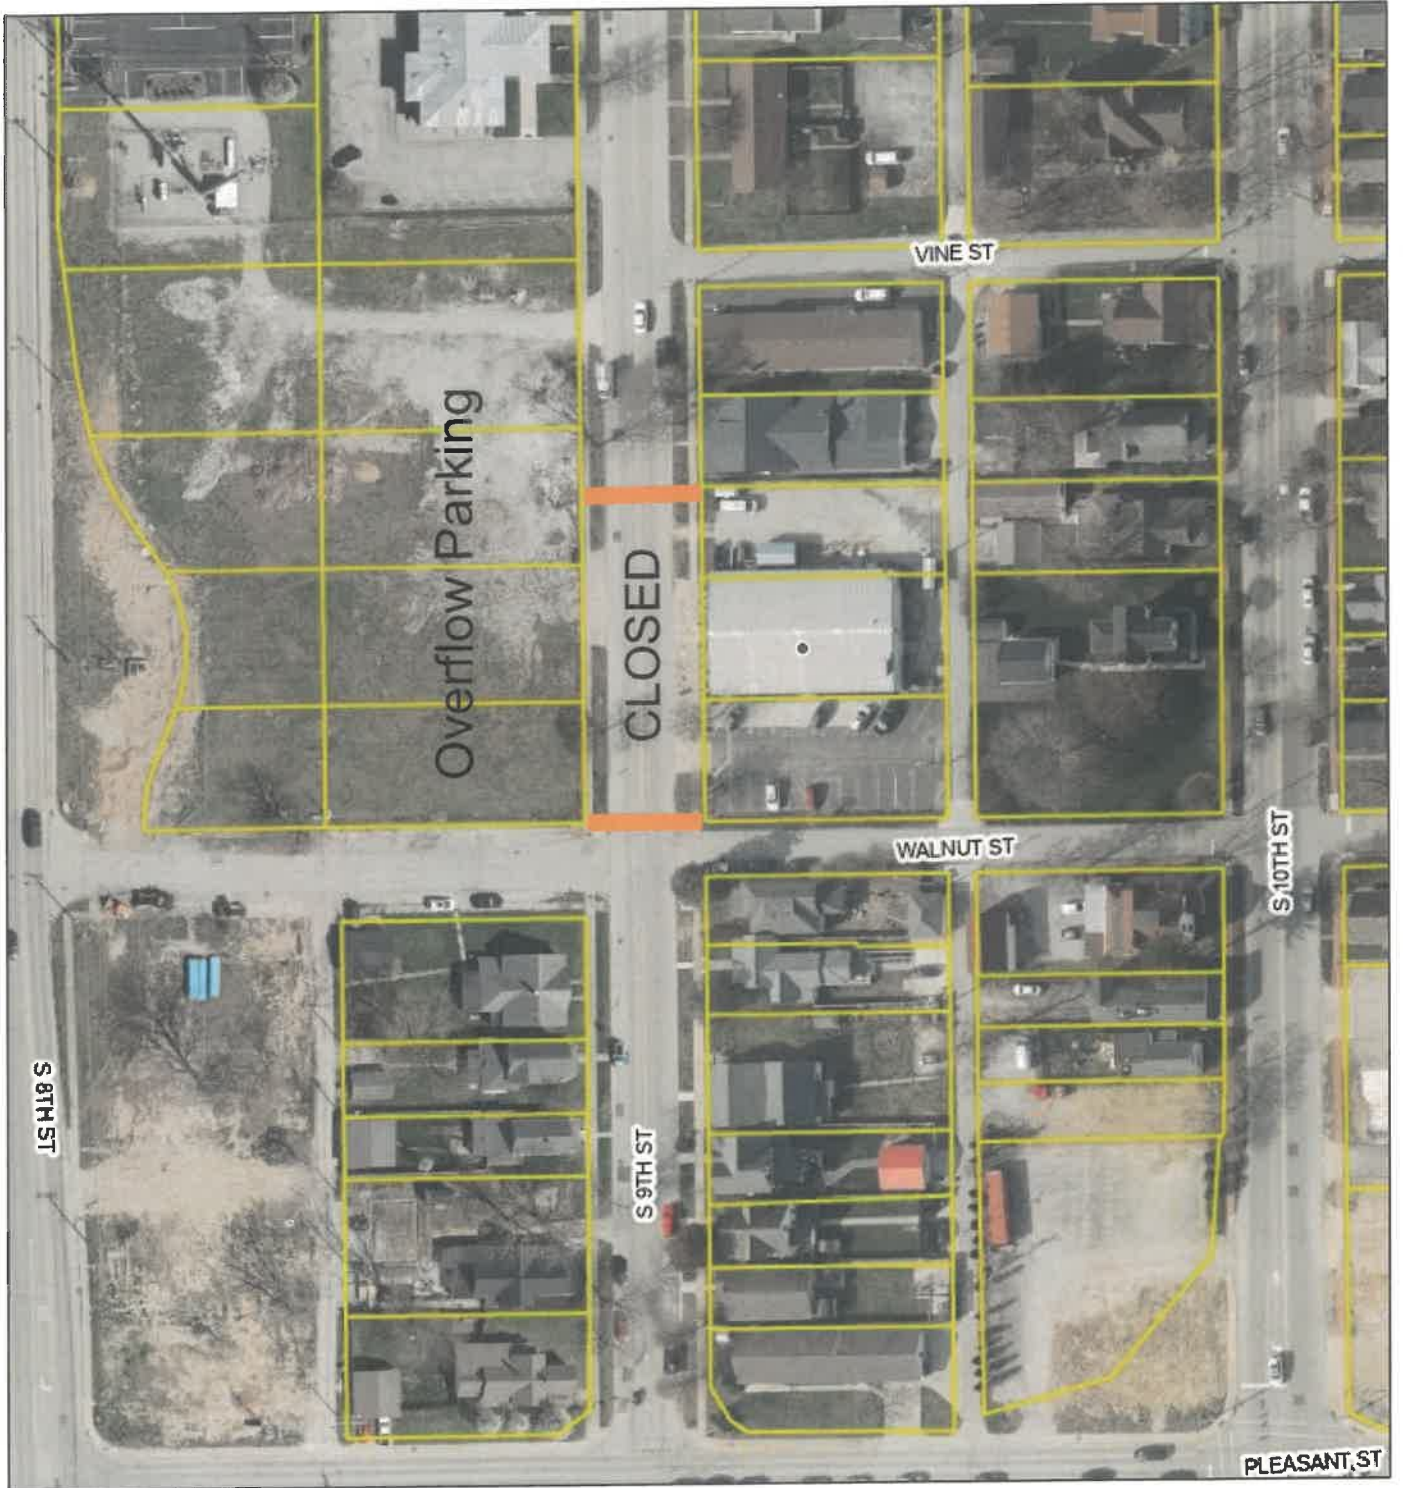 VINE ST
Overflow Parking
CLOSED
WALNUT ST
S 10TH ST
S 8TH ST
S 9TH ST
PLEASANT ST